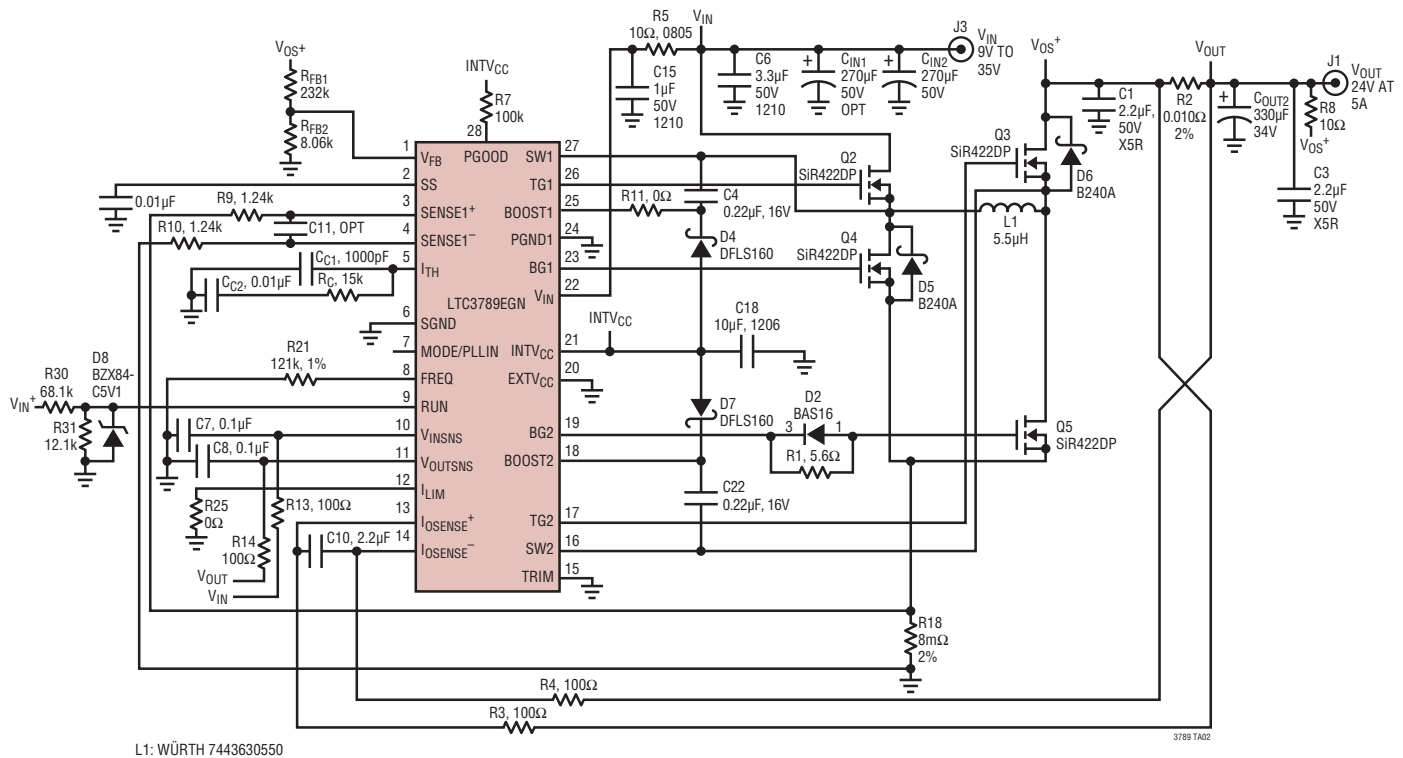 VOS+
RFB1
232k
RFB2
8.06k
INTVCC
R7
100k
R5
10Ω, 0805
VIN
C15
1µF
50V
1210
C6
3.3µF
50V
1210
+
CIN1
270µF
50V
OPT
+
CIN2
270µF
50V
J3
VIN
9V TO
35V
VOS+
C1
2.2µF,
50V
X5R
R2
0.010Ω
2%
VOUT
+
COUT2
330µF
34V
J1
VOUT
24V AT
5A
R8
10Ω
VOS+
C3
2.2µF
50V
X5R
28
PGOOD
1
VFB
2
SS
3
SENSE1+
4
SENSE1−
5
ITH
LTC3789EGN
6
SGND
7
MODE/PLLIN
8
FREQ
9
RUN
10
VINSNS
11
VOUTSNS
12
ILIM
13
IOSENSE+
14
IOSENSE−
SW1
27
TG1
26
BOOST1
25
PGND1
24
BG1
23
VIN
22
INTVCC
21
EXTVCC
20
BG2
19
BOOST2
18
TG2
17
SW2
16
TRIM
15
0.01µF
R9, 1.24k
R10, 1.24k
C11, OPT
CC1, 1000pF
CC2, 0.01µF
RC, 15k
R21
121k, 1%
D8
BZX84-
C5V1
R30
68.1k
VIN+
R31
12.1k
C7, 0.1µF
C8, 0.1µF
R25
0Ω
R13, 100Ω
R14
100Ω
VOUT
VIN
C10, 2.2µF
R11, 0Ω
C4
0.22µF, 16V
D4
DFLS160
INTVCC
C18
10µF, 1206
D7
DFLS160
D2
BAS16
3
1
R1, 5.6Ω
C22
0.22µF, 16V
Q2
SiR422DP
Q4
SiR422DP
D5
B240A
Q3
SiR422DP
D6
B240A
L1
5.5µH
Q5
SiR422DP
R18
8mΩ
2%
R4, 100Ω
R3, 100Ω
3789 TA02
L1: WÜRTH 7443630550